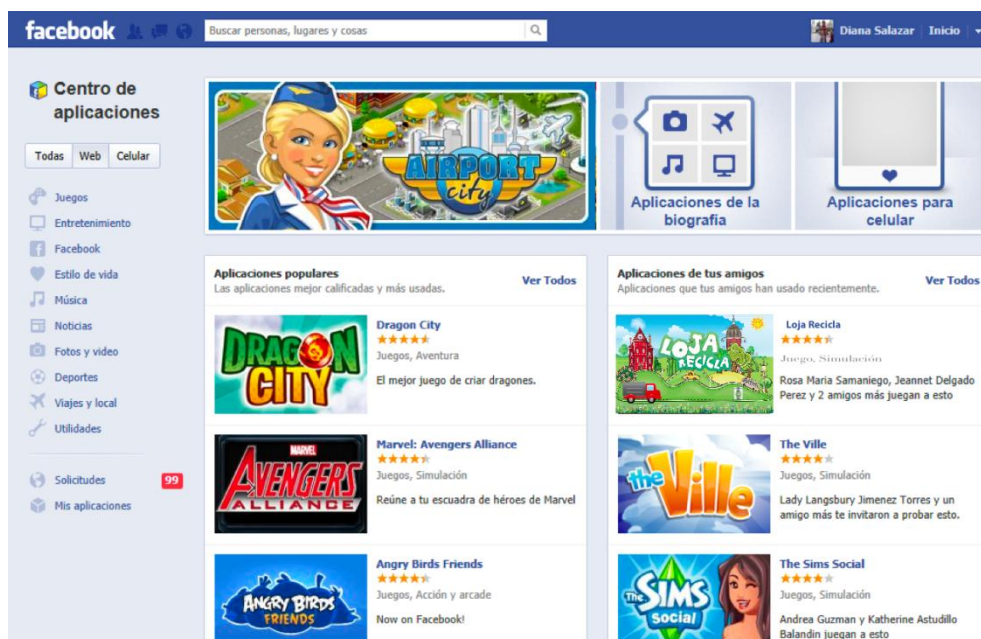 facebook
Buscar personas, lugares y cosas
Diana Salazar
Inicio
Centro de
aplicaciones
Todas Web Celular
Juegos
Entretenimiento
Facebook
Estilo de vida
Música
Noticias
Fotos y video
Deportes
Viajes y local
Utilidades
Solicitudes 99
Mis aplicaciones
AIRPORT
city
Aplicaciones de la
biografía
Aplicaciones para
celular
Aplicaciones populares
Las aplicaciones mejor calificadas y más usadas.
Ver Todos
DRAGON
CITY
Dragon City
Juegos, Aventura
El mejor juego de criar dragones.
MARVEL
AVENGERS
ALLIANCE
Marvel: Avengers Alliance
Juegos, Simulación
Reúne a tu escuadra de héroes de Marvel
ANGRY BIRDS
FRIENDS
Angry Birds Friends
Juegos, Acción y arcade
Now on Facebook!
Aplicaciones de tus amigos
Aplicaciones que tus amigos han usado recientemente.
Ver Todos
LOJA
RECICLA
Loja Recicla
Juego, Simulación
Rosa Maria Samaniego, Jeannet Delgado
Perez y 2 amigos más juegan a esto
the
Ville
The Ville
Juegos, Simulación
Lady Langsbury Jimenez Torres y un
amigo más te invitaron a probar esto.
The
SIMS
Social
The Sims Social
Juegos, Simulación
Andrea Guzman y Katherine Astudillo
Balandin juegan a esto